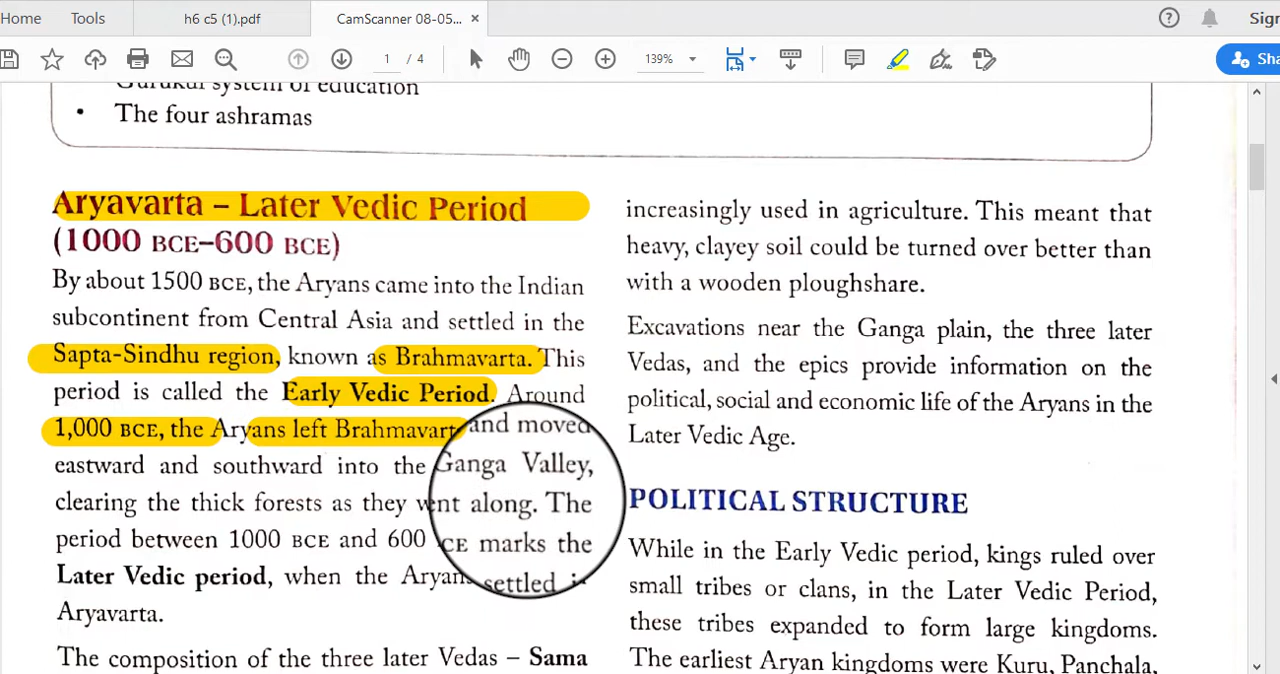 Home Tools h6 c5 (1).pdf CamScanner 08-05... × Sign
1 / 4 139% Sha
Gurukul system of education
• The four ashramas
Aryavarta – Later Vedic Period
(1000 BCE–600 BCE)
By about 1500 BCE, the Aryans came into the Indian
subcontinent from Central Asia and settled in the
Sapta-Sindhu region, known as Brahmavarta. This
period is called the Early Vedic Period. Around
1,000 BCE, the Aryans left Brahmavart and moved
eastward and southward into the Ganga Valley,
clearing the thick forests as they went along. The
period between 1000 BCE and 600 CE marks the
Later Vedic period, when the Aryans settled i
Aryavarta.
The composition of the three later Vedas – Sama
increasingly used in agriculture. This meant that
heavy, clayey soil could be turned over better than
with a wooden ploughshare.
Excavations near the Ganga plain, the three later
Vedas, and the epics provide information on the
political, social and economic life of the Aryans in the
Later Vedic Age.
POLITICAL STRUCTURE
While in the Early Vedic period, kings ruled over
small tribes or clans, in the Later Vedic Period,
these tribes expanded to form large kingdoms.
The earliest Aryan kingdoms were Kuru, Panchala,